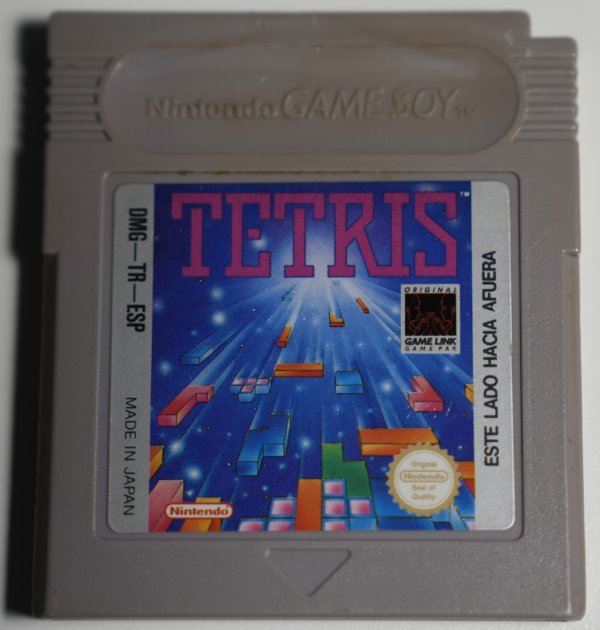 Nintendo GAME BOY TM
TETRIS TM
DMG—TR—ESP
MADE IN JAPAN
ORIGINAL
GAME LINK
GAME PAK
ESTE LADO HACIA AFUERA
Original
Nintendo
Seal of
Quality
Nintendo®